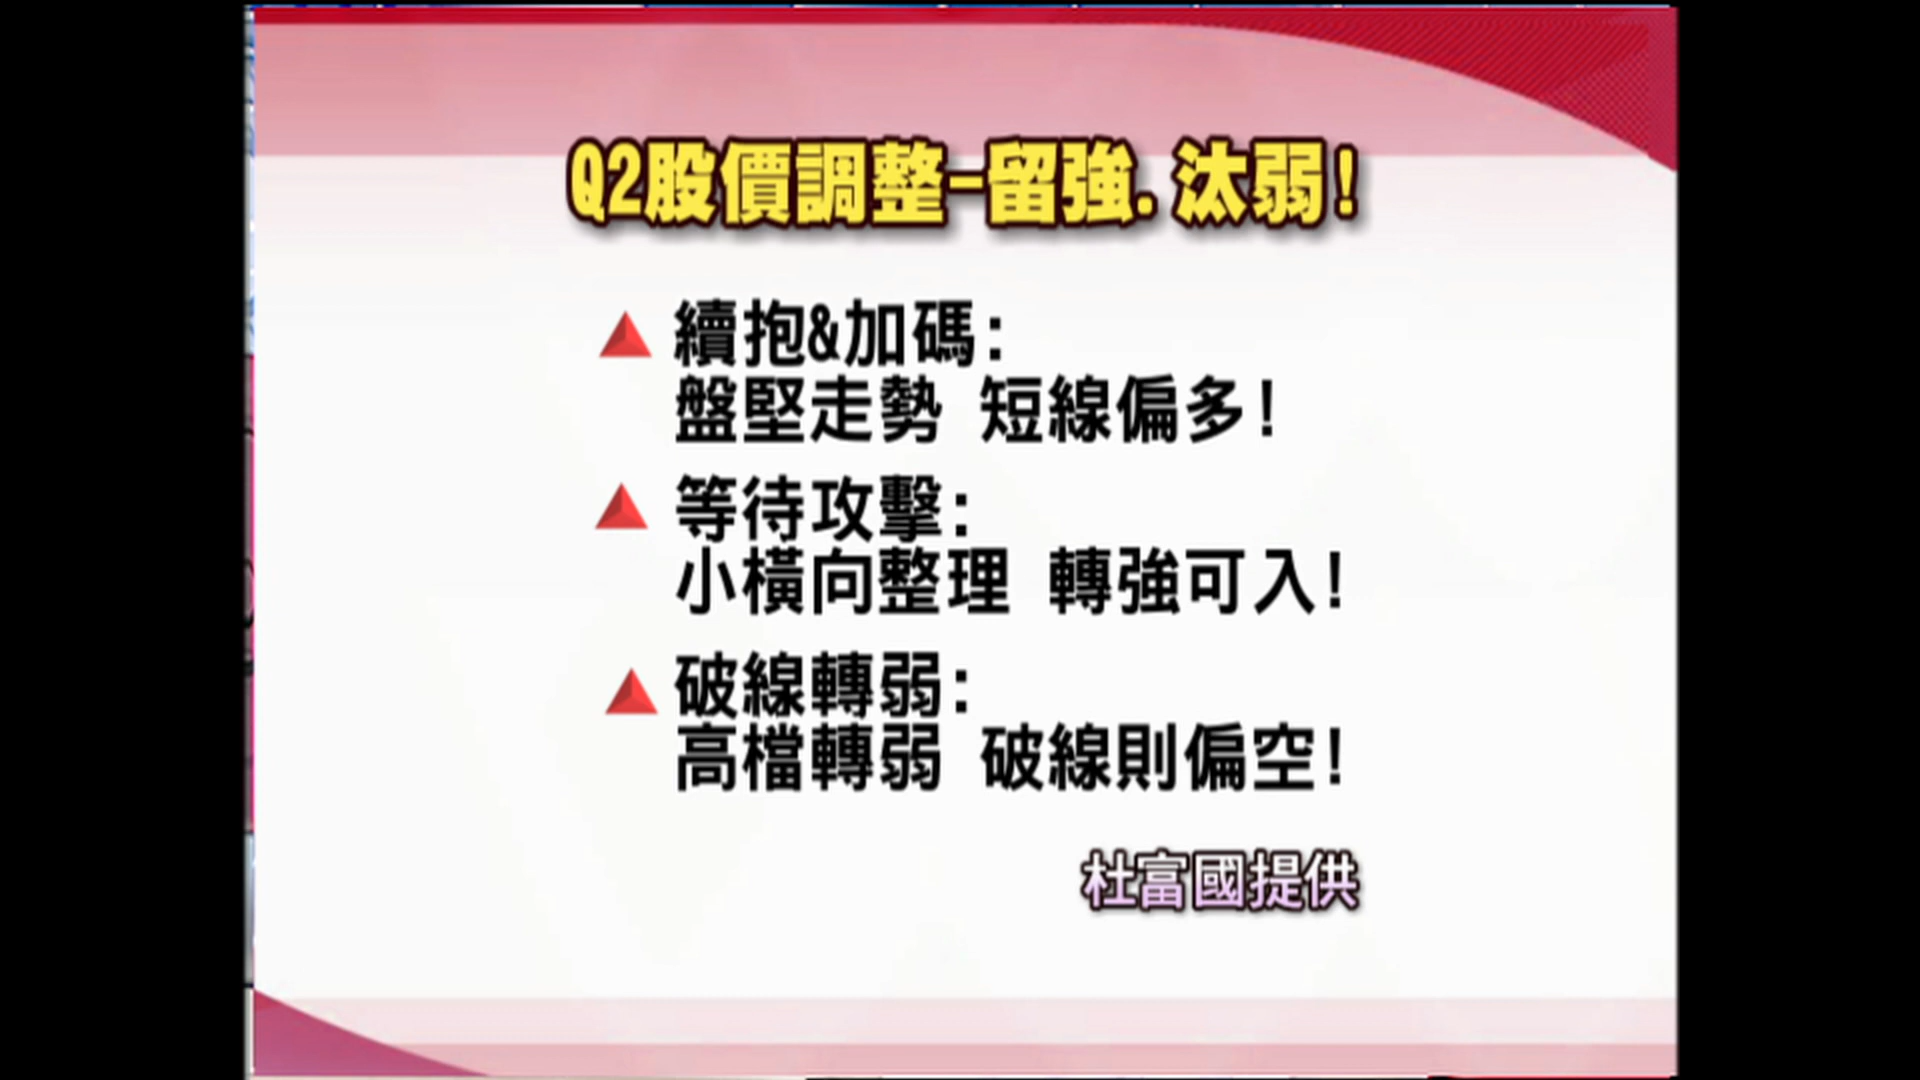 Q2股價調整-留強.汰弱!
續抱&加碼:
盤堅走勢 短線偏多!
等待攻擊:
小橫向整理 轉強可入!
破線轉弱:
高檔轉弱 破線則偏空!
杜富國提供